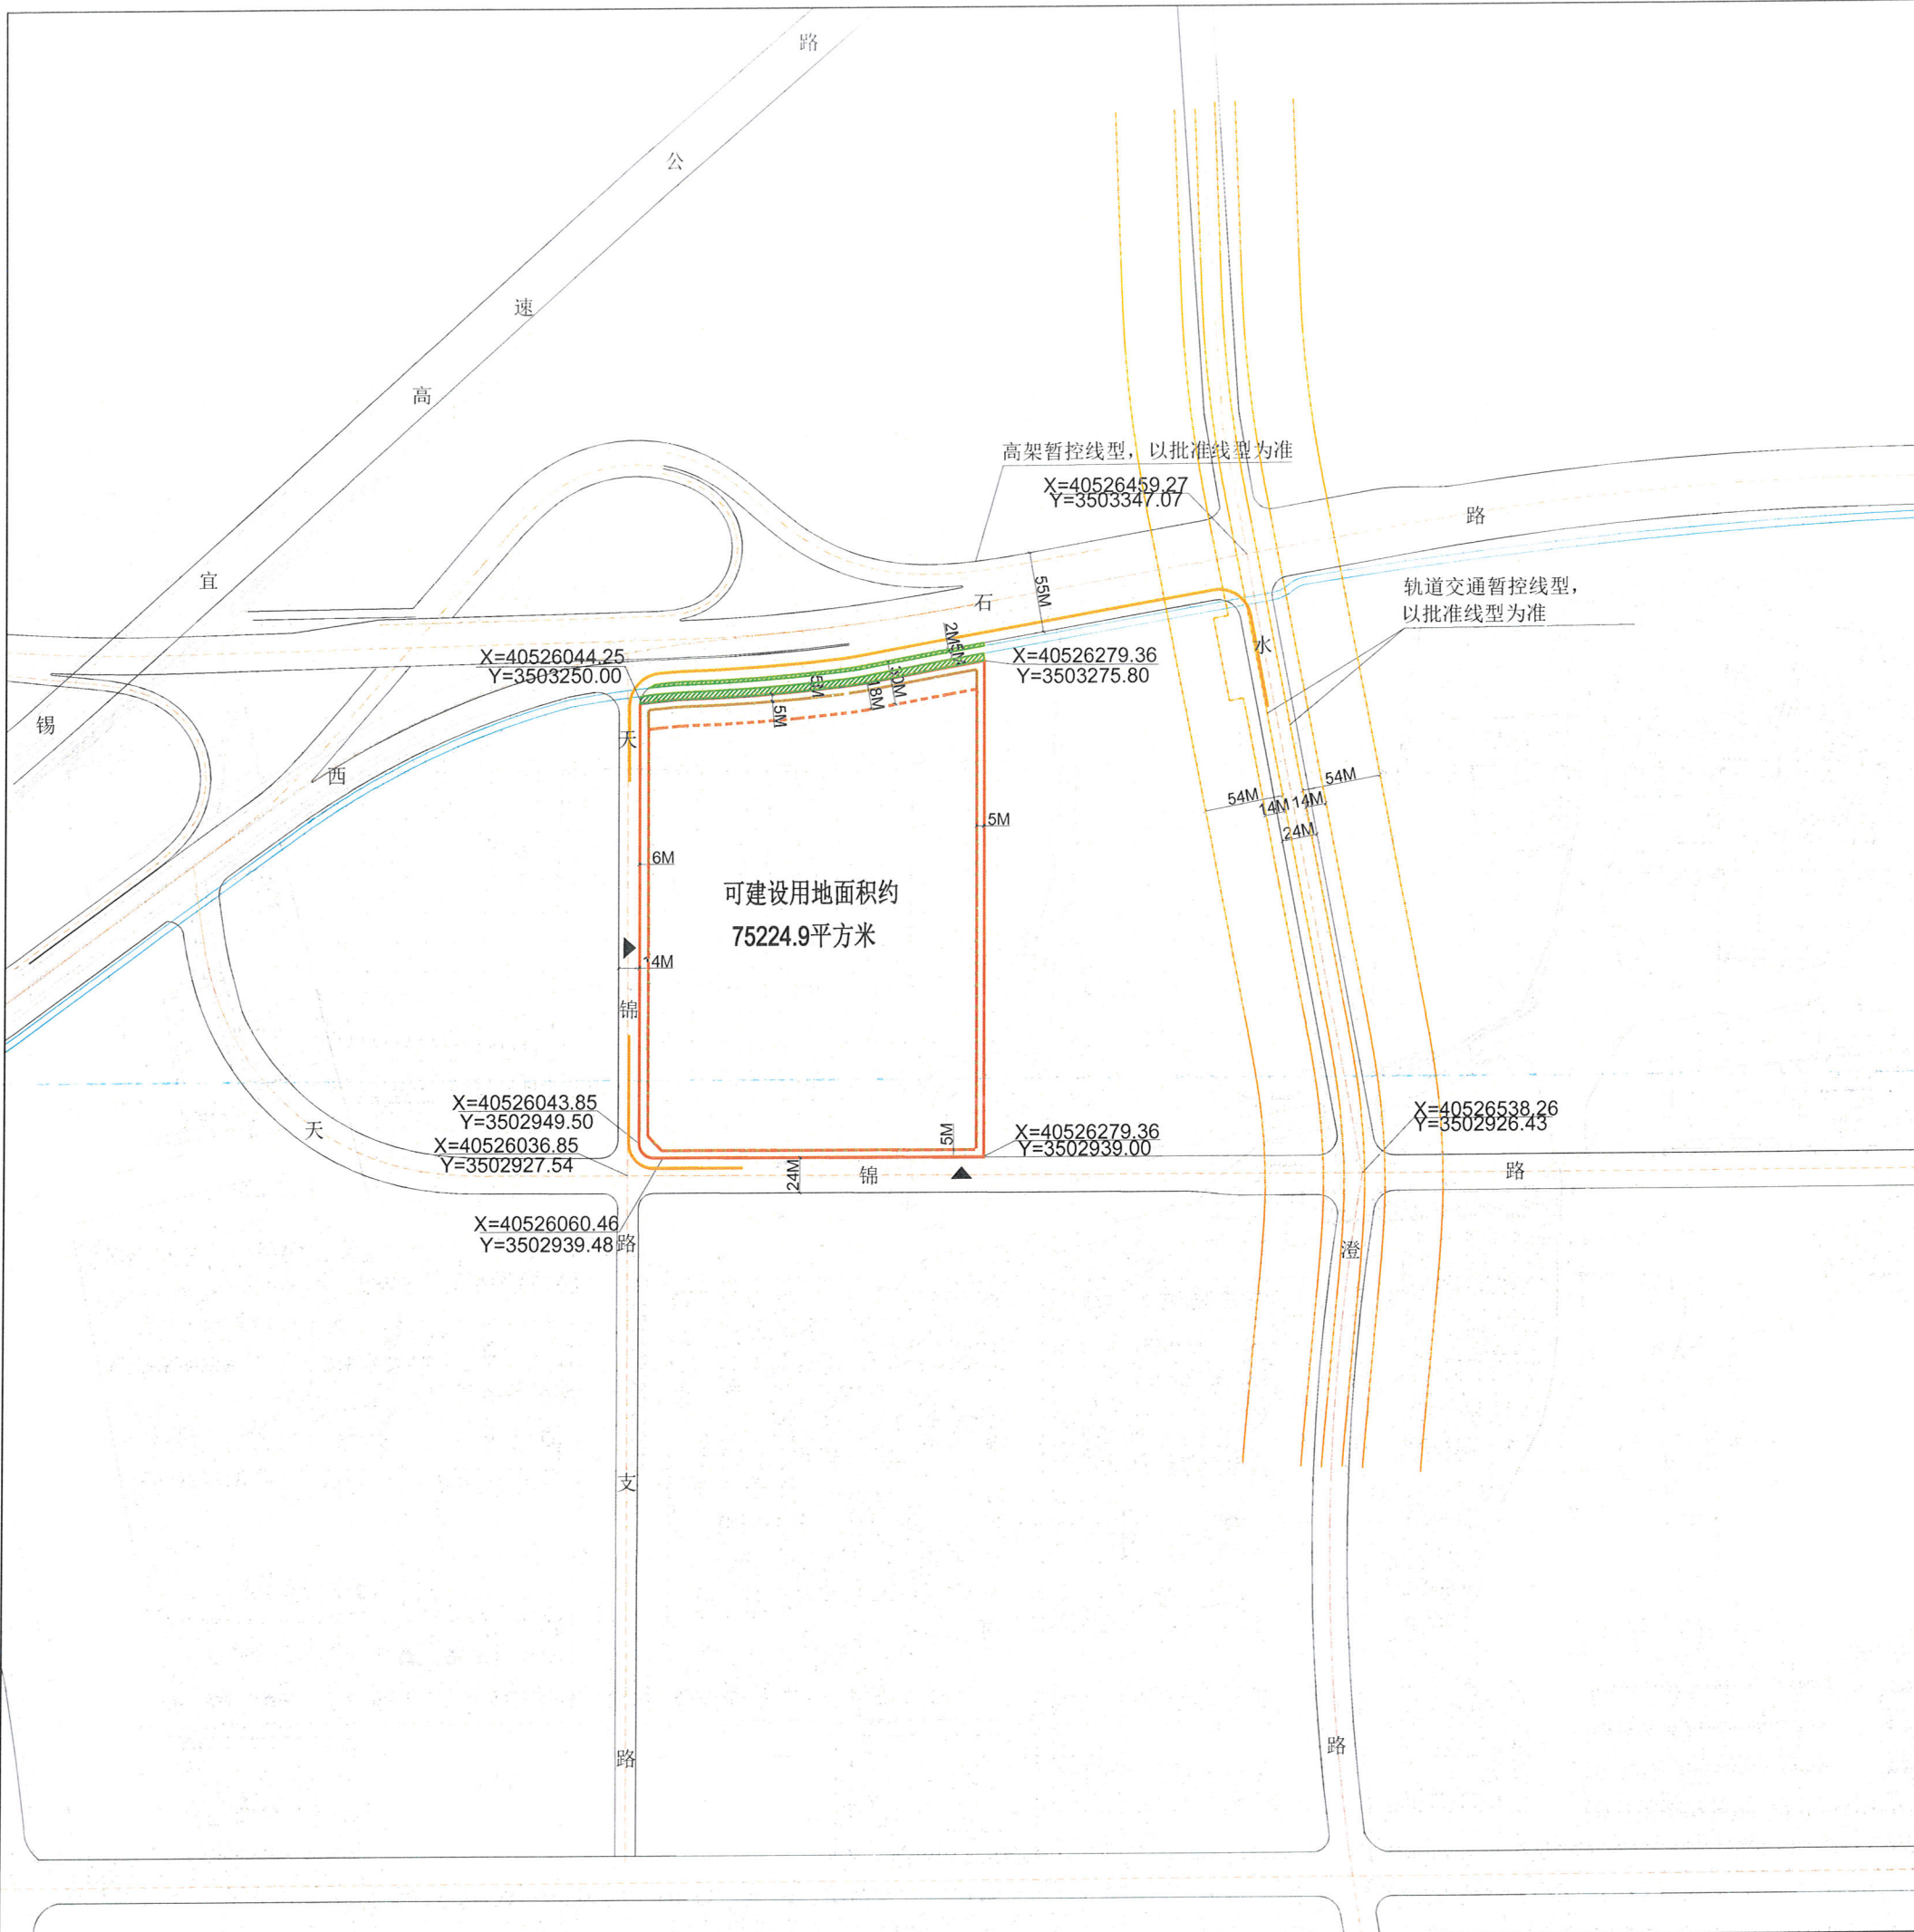 路
公
速
高
宜
锡
高架暂控线型，以批准线型为准
X=40526459.27
Y=3503347.07
路
轨道交通暂控线型，
以批准线型为准
石
55M
水
2M
5M
X=40526044.25
Y=3503250.00
X=40526279.36
Y=3503275.80
5M
18M
30M
5M
天
西
54M
54M
14M
14M
24M
5M
6M
可建设用地面积约
75224.9平方米
14M
锦
X=40526043.85
Y=3502949.50
天
X=40526036.85
Y=3502927.54
5M
X=40526279.36
Y=3502939.00
X=40526538.26
Y=3502926.43
24M
锦
路
X=40526060.46
Y=3502939.48
路
澄
支
路
路